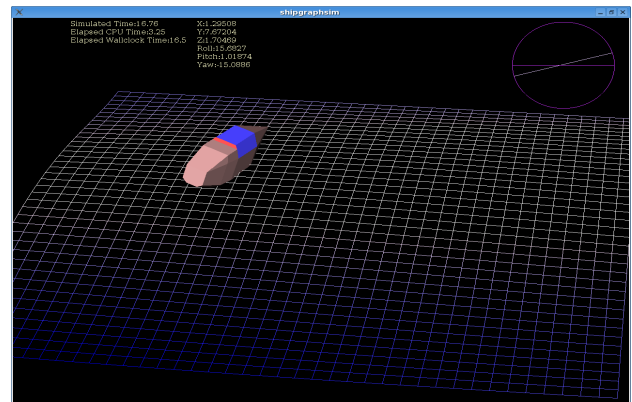 shipgraphsim
Simulated Time:16.76
Elapsed CPU Time:3.25
Elapsed Wallclock Time:16.5
X:1.29508
Y:7.67204
Z:1.70469
Roll:15.6827
Pitch:1.01874
Yaw:-15.0886